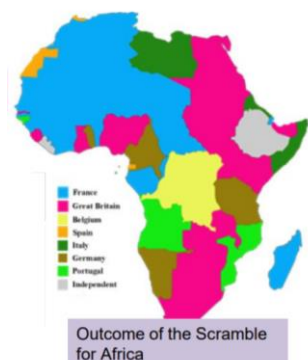 France
Great Britain
Belgium
Spain
Italy
Germany
Portugal
Independent
Outcome of the Scramble
for Africa